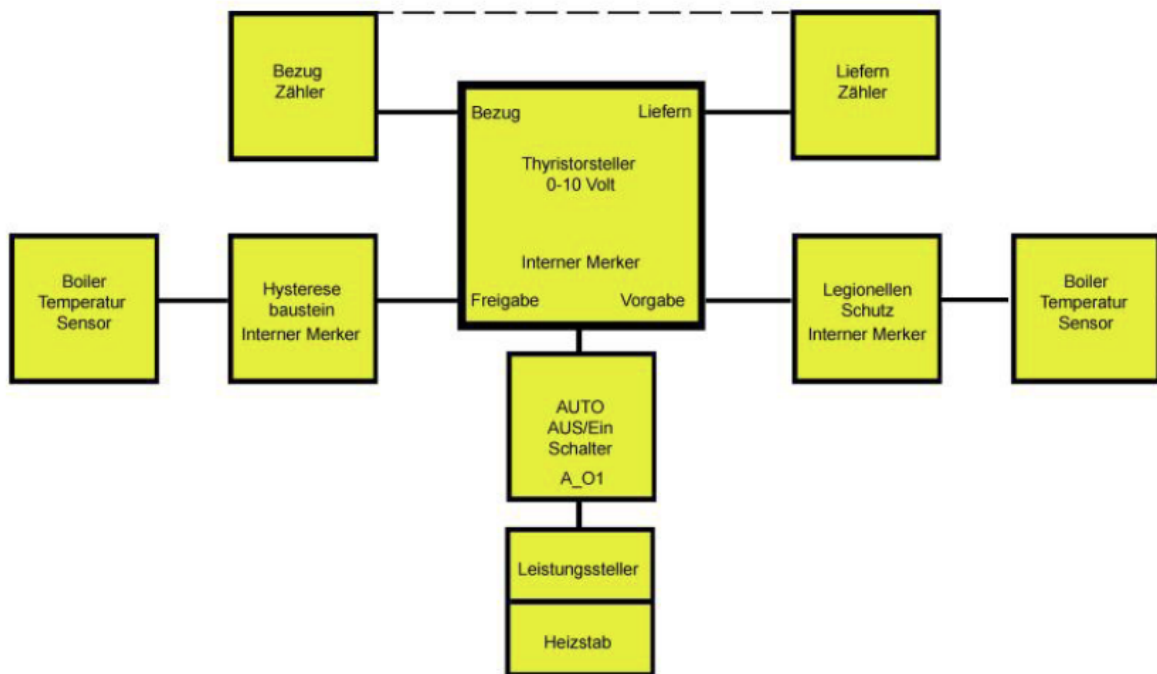 Bezug
Zähler
Liefern
Zähler
Bezug
Liefern
Thyristorsteller
0-10 Volt
Interner Merker
Freigabe
Vorgabe
Boiler
Temperatur
Sensor
Hysterese
baustein
Interner Merker
Legionellen
Schutz
Interner Merker
Boiler
Temperatur
Sensor
AUTO
AUS/Ein
Schalter
A_O1
Leistungssteller
Heizstab